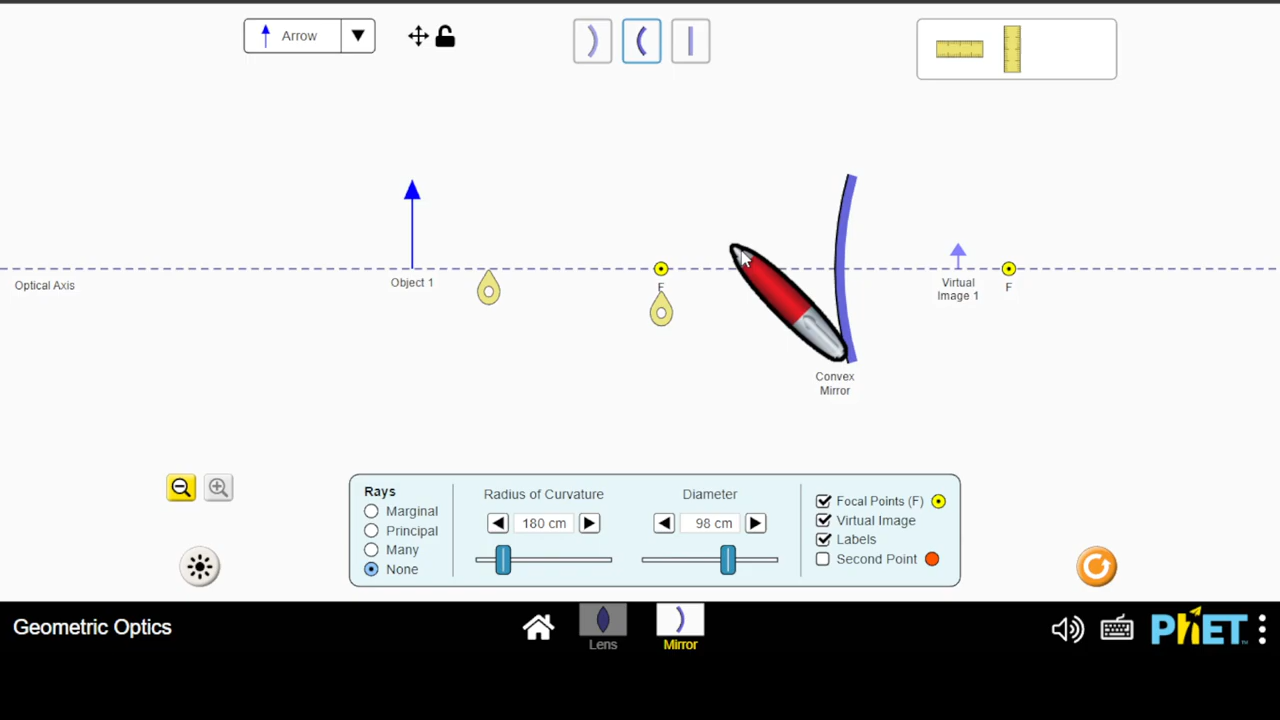 Arrow
Optical Axis
Object 1
F
Virtual
Image 1
F
Convex
Mirror
Rays
Marginal
Principal
Many
None
Radius of Curvature
180 cm
Diameter
98 cm
Focal Points (F)
Virtual Image
Labels
Second Point
Geometric Optics
Lens
Mirror
PhET